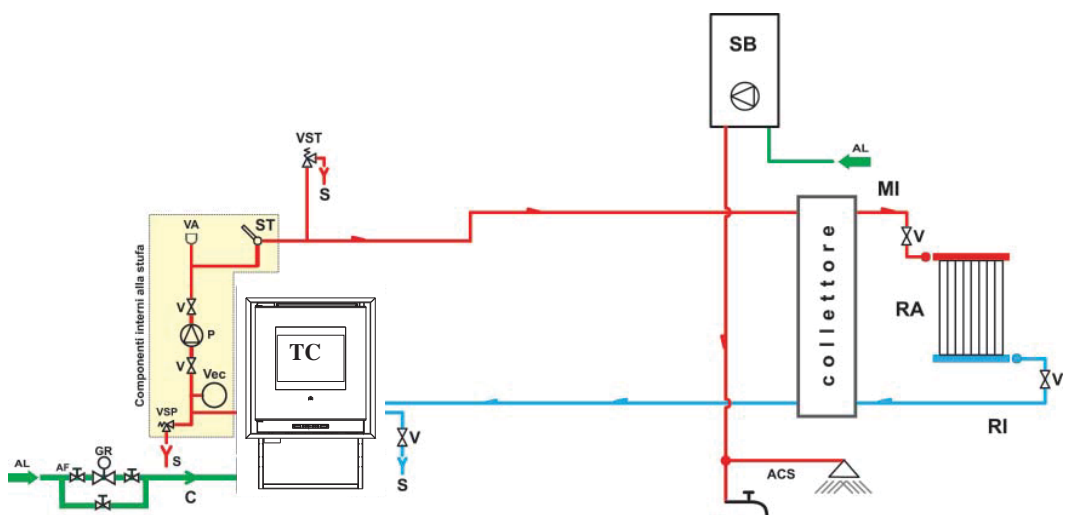 SB
VST
AL
S
MI
VA
ST
V
Componenti interni alla stufa
collettore
V
P
RA
TC
V
Vec
V
VSP
V
RI
GR
S
AL
AF
S
ACS
C